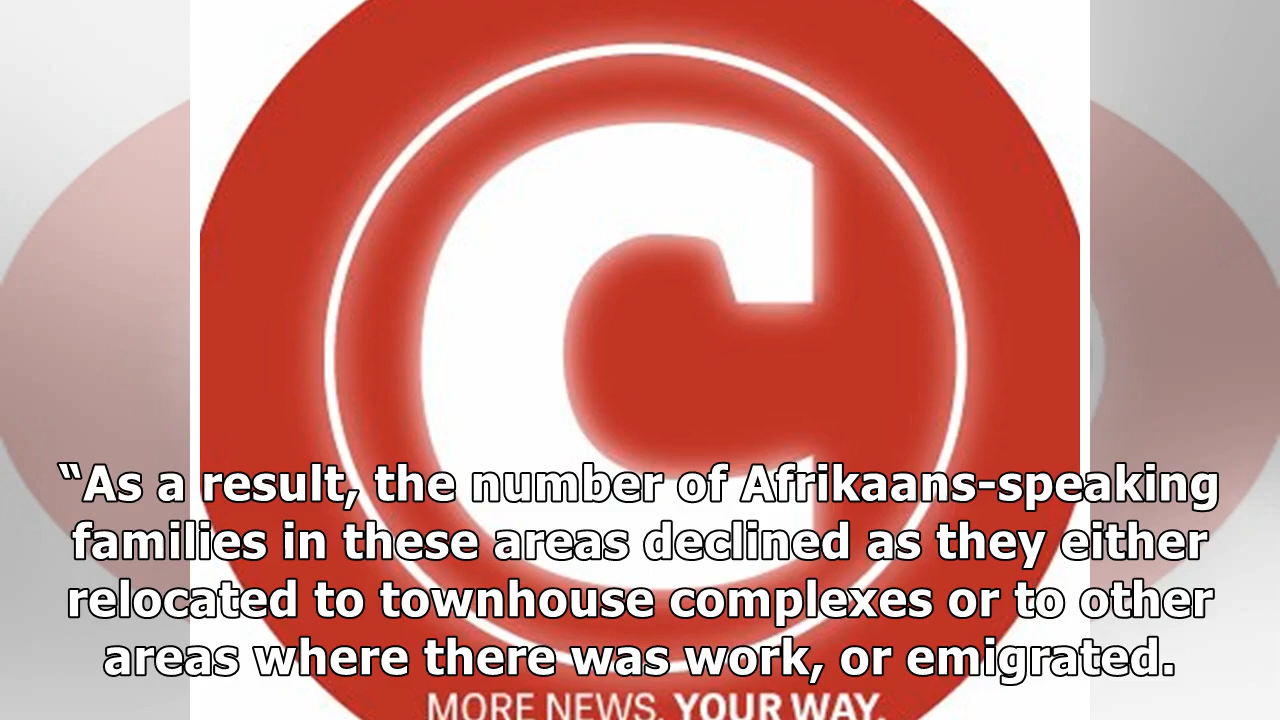 “As a result, the number of Afrikaans-speaking
families in these areas declined as they either
relocated to townhouse complexes or to other
areas where there was work, or emigrated.
MORE NEWS. YOUR WAY.